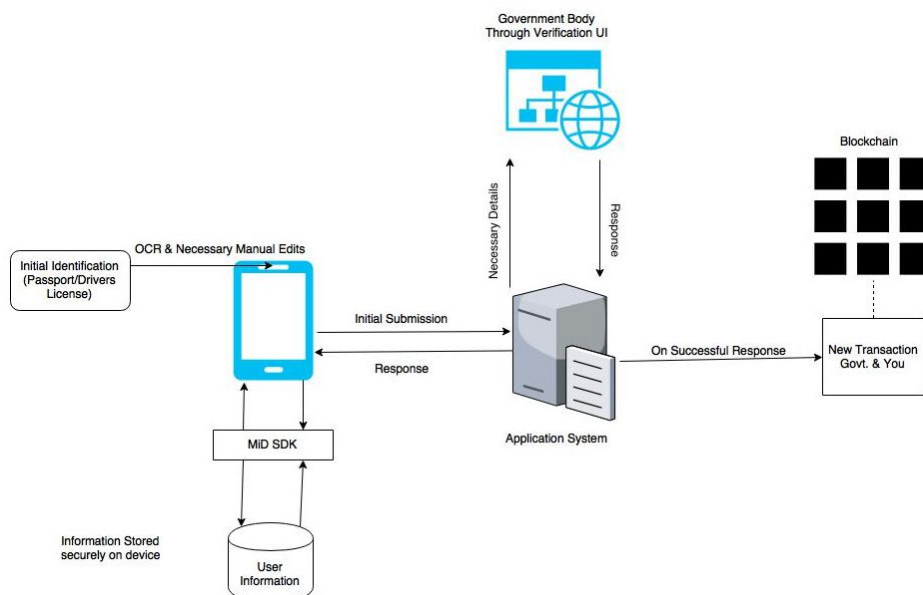 Government Body
Through Verification UI
Blockchain
Necessary Details
Response
OCR & Necessary Manual Edits
Initial Identification
(Passport/Drivers
License)
Initial Submission
Response
On Successful Response
New Transaction
Govt. & You
Application System
MiD SDK
Information Stored
securely on device
User
Information